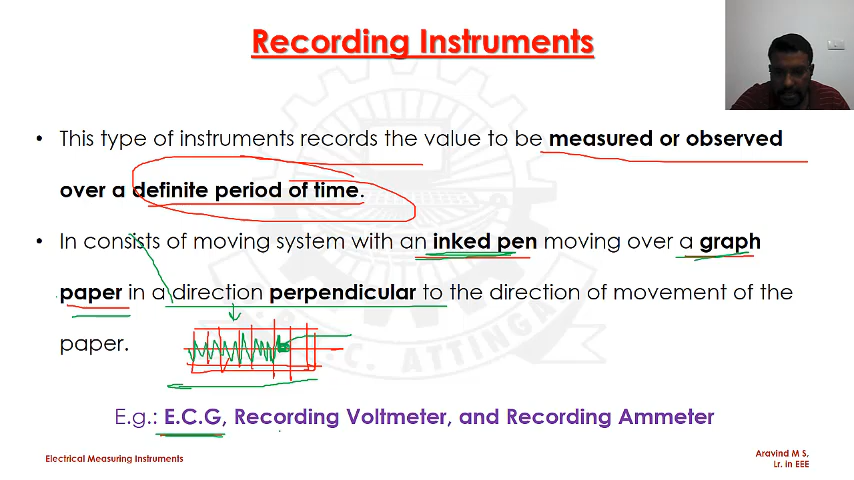 Recording Instruments
• This type of instruments records the value to be measured or observed
over a definite period of time.
• In consists of moving system with an inked pen moving over a graph
paper in a direction perpendicular to the direction of movement of the
paper.
E.g.: E.C.G, Recording Voltmeter, and Recording Ammeter
Electrical Measuring Instruments
Aravind M S,
Lr. in EEE